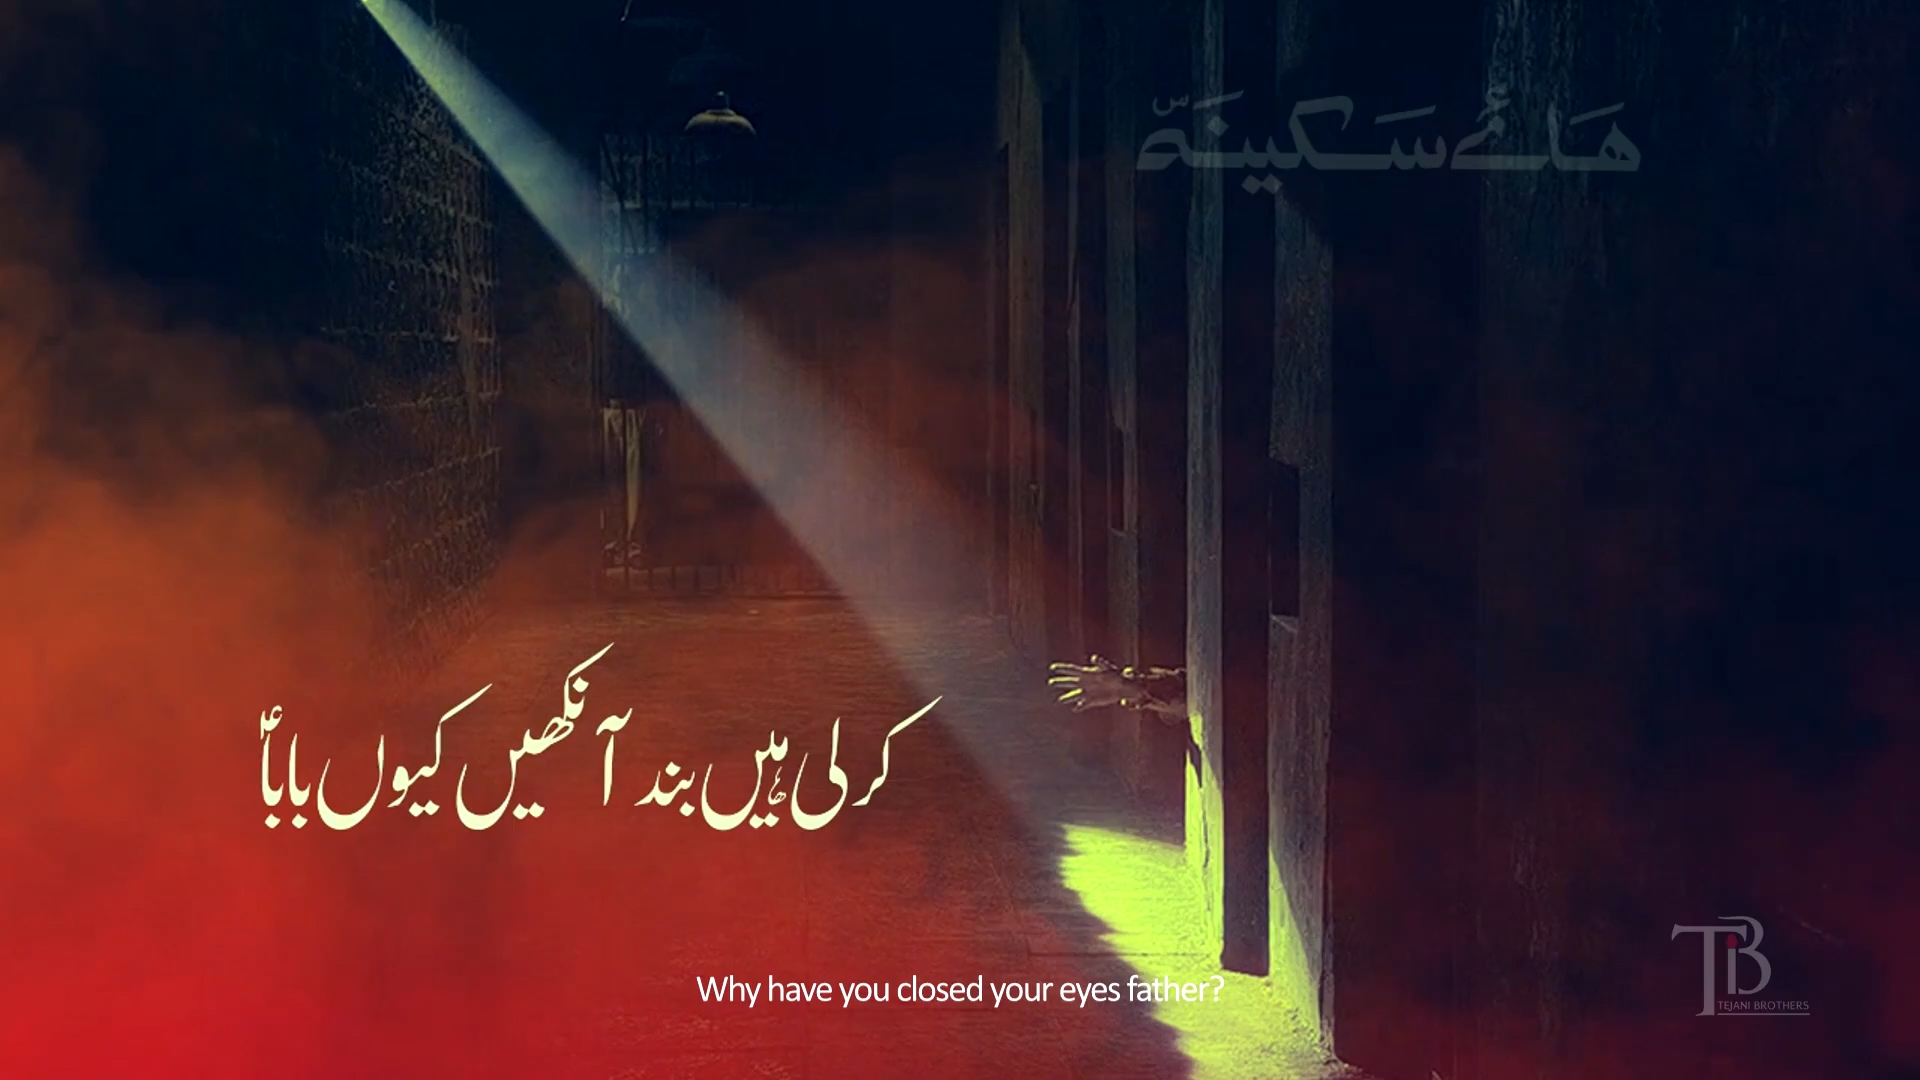 ہائے سکینہؑ
کرلی ہیں بند آنکھیں کیوں باباؑ
Why have you closed your eyes father?
TB
TEJANI BROTHERS